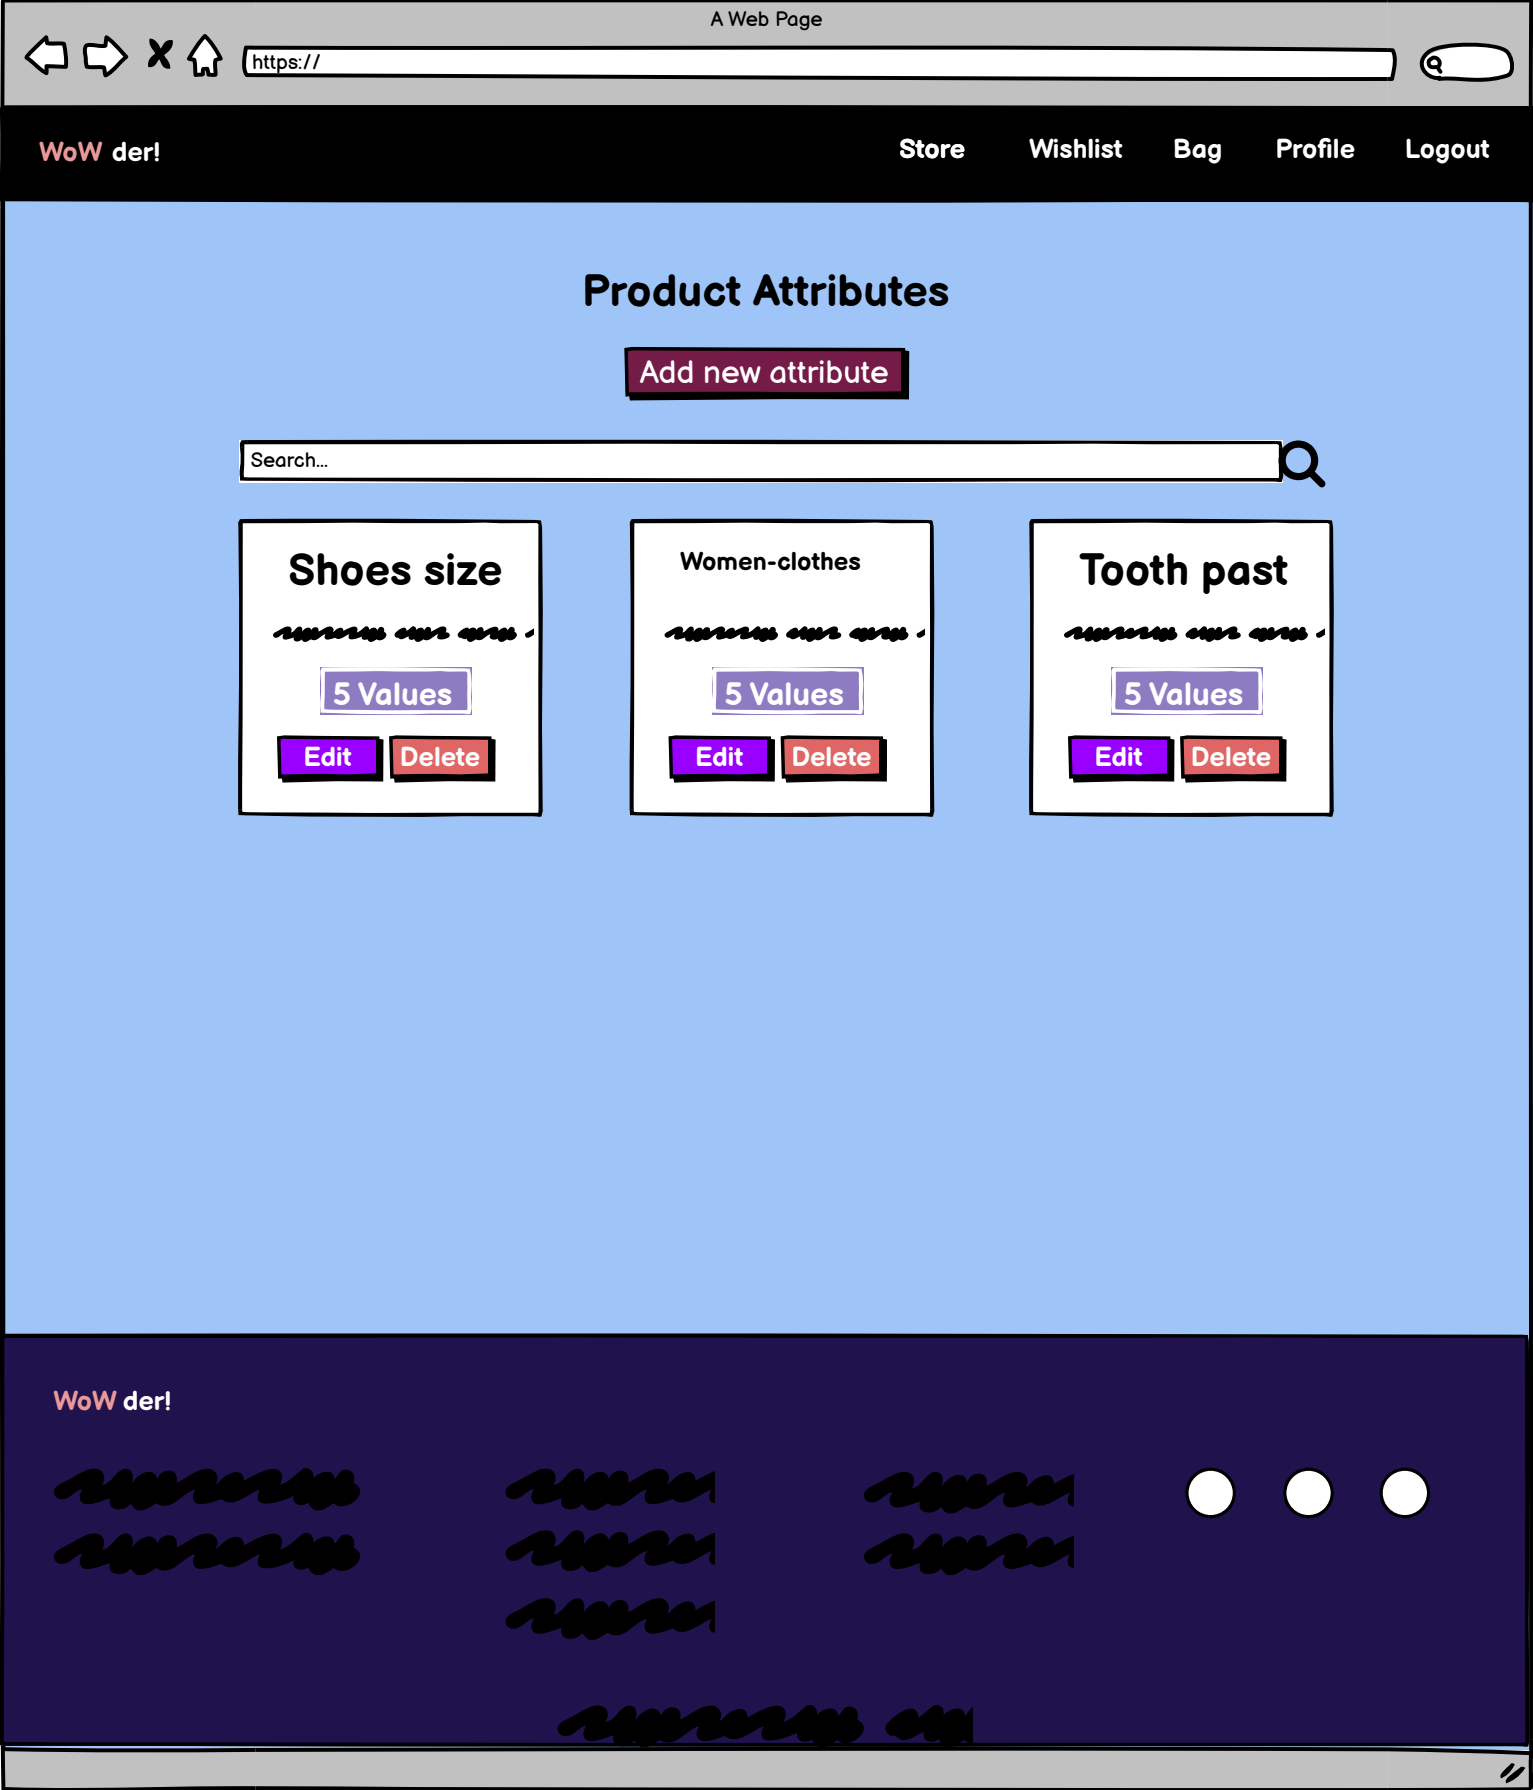 A Web Page
https://
WoW der!
Store Wishlist Bag Profile Logout
Product Attributes
Add new attribute
Search...
Shoes size
5 Values
Edit Delete
Women-clothes
5 Values
Edit Delete
Tooth past
5 Values
Edit Delete
WoW der!